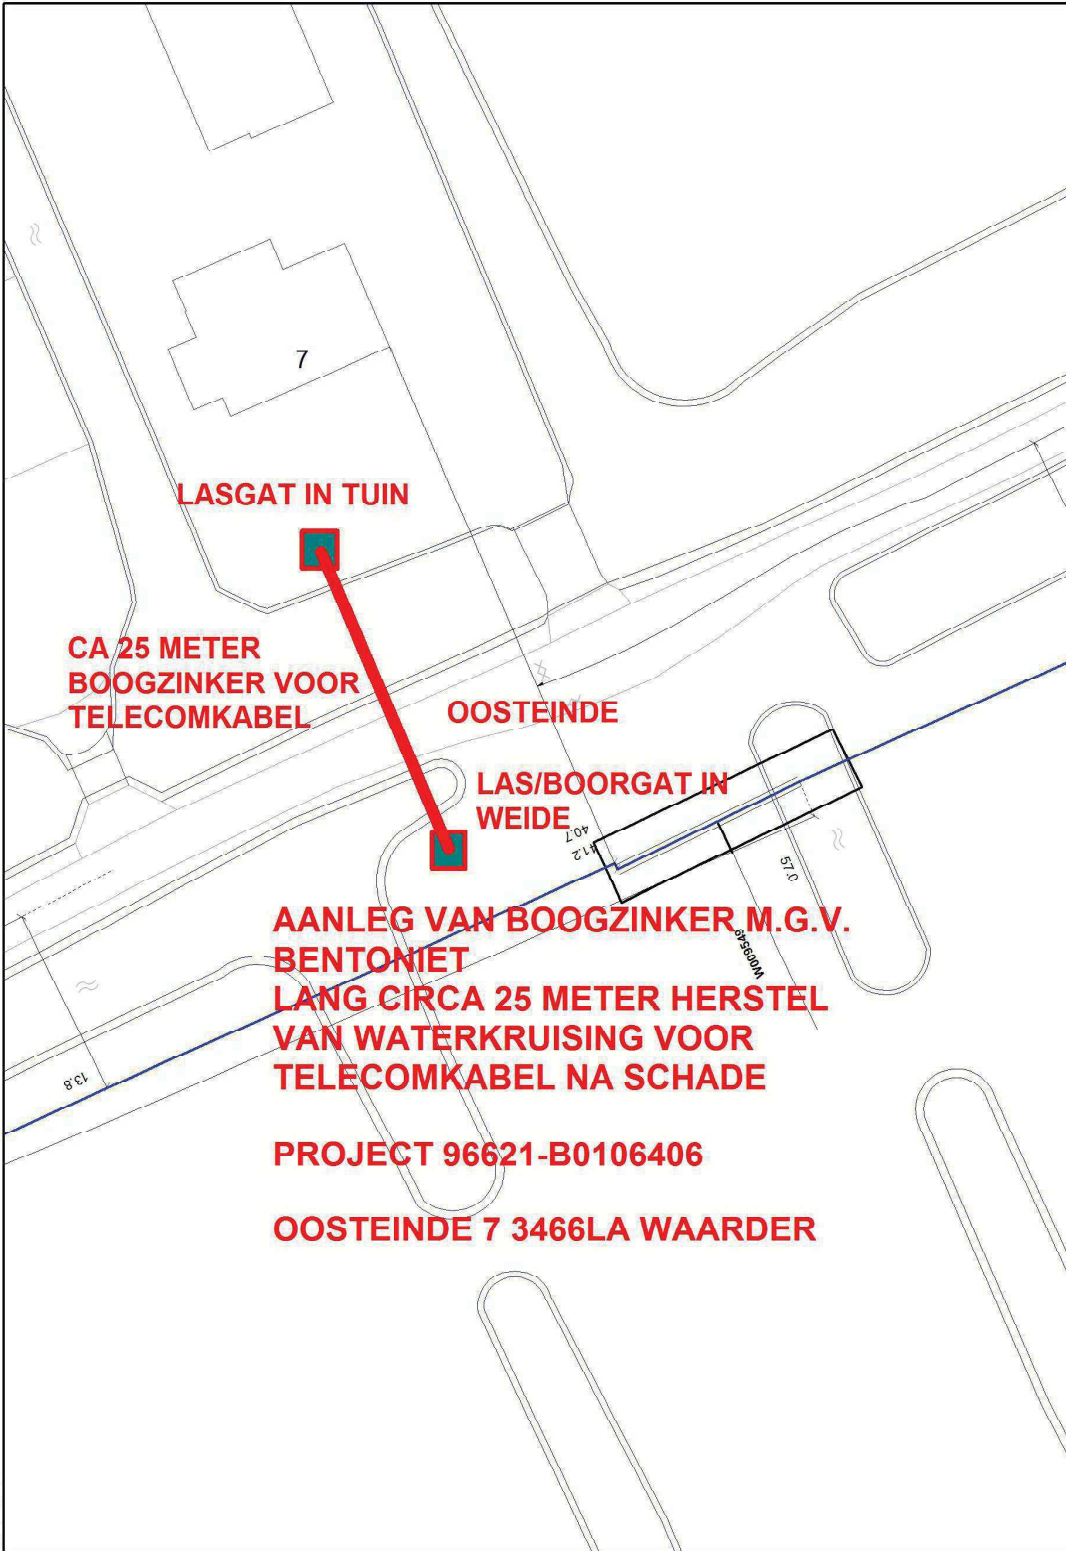 7
LASGAT IN TUIN
CA 25 METER
BOOGZINKER VOOR
TELECOMKABEL
OOSTEINDE
LAS/BOORGAT IN
WEIDE
40.7
41.2
57.0
W009549
AANLEG VAN BOOGZINKER M.G.V.
BENTONIET
LANG CIRCA 25 METER HERSTEL
VAN WATERKRUISING VOOR
TELECOMKABEL NA SCHADE
13.8
PROJECT 96621-B0106406
OOSTEINDE 7 3466LA WAARDER